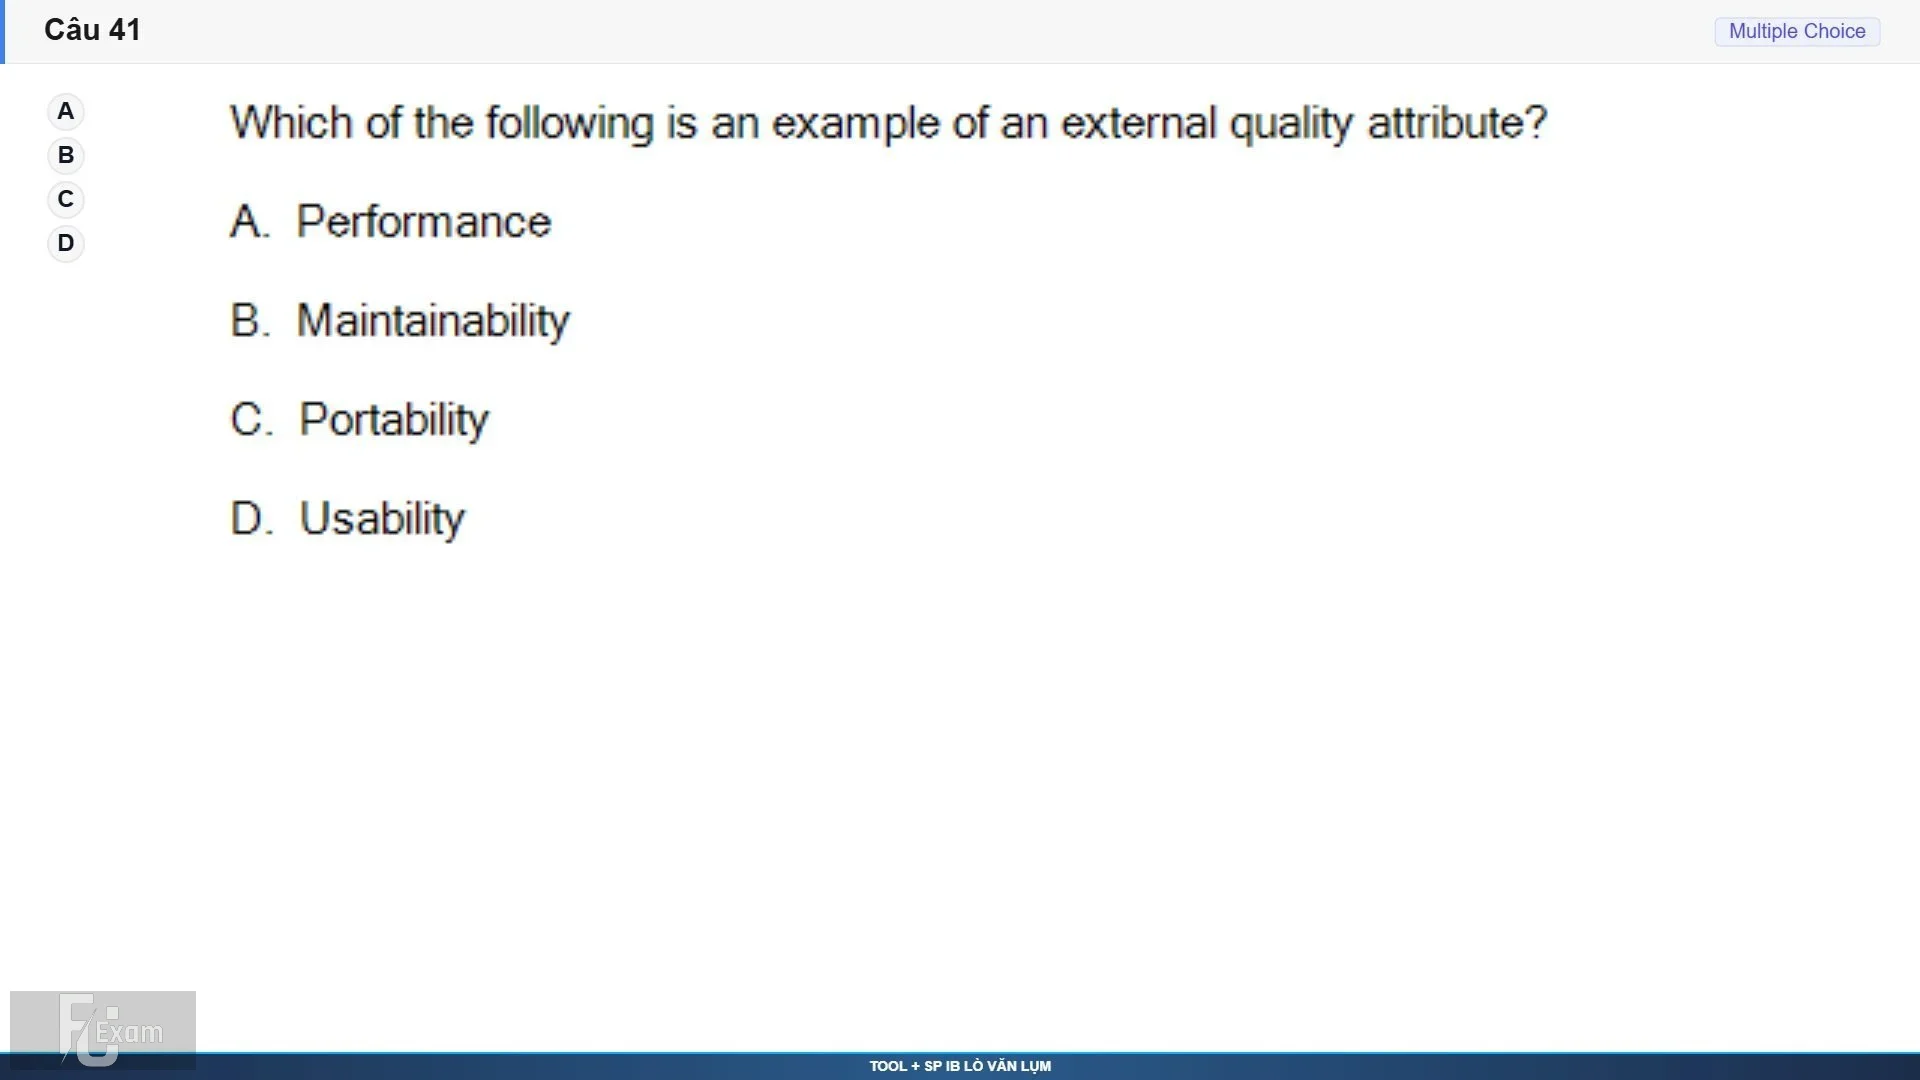 Câu 41
Multiple Choice
A
B
C
D
Which of the following is an example of an external quality attribute?
A. Performance
B. Maintainability
C. Portability
D. Usability
FU Exam
TOOL + SP IB LÒ VĂN LỤM